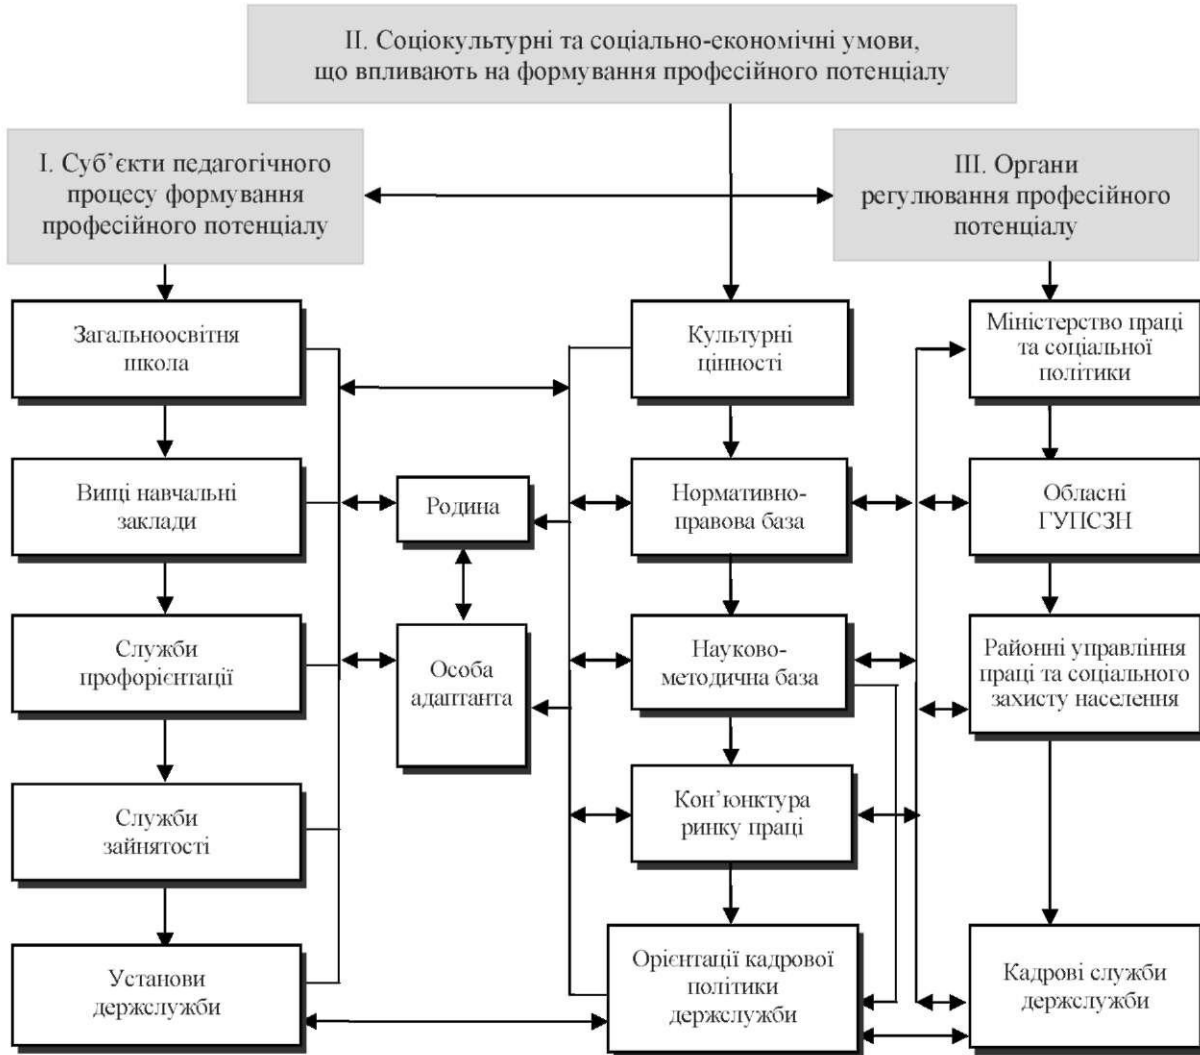 ІІ. Соціокультурні та соціально-економічні умови,
що впливають на формування професійного потенціалу
І. Суб’єкти педагогічного
процесу формування
професійного потенціалу
ІІІ. Органи
регулювання професійного
потенціалу
Загальноосвітня
школа
Вищі навчальні
заклади
Служби
профорієнтації
Служби
зайнятості
Установи
держслужби
Родина
Особа
адаптанта
Культурні
цінності
Нормативно-
правова база
Науково-
методична база
Кон’юнктура
ринку праці
Орієнтації кадрової
політики
держслужби
Міністерство праці
та соціальної
політики
Обласні
ГУПСЗН
Районні управління
праці та соціального
захисту населення
Кадрові служби
держслужби